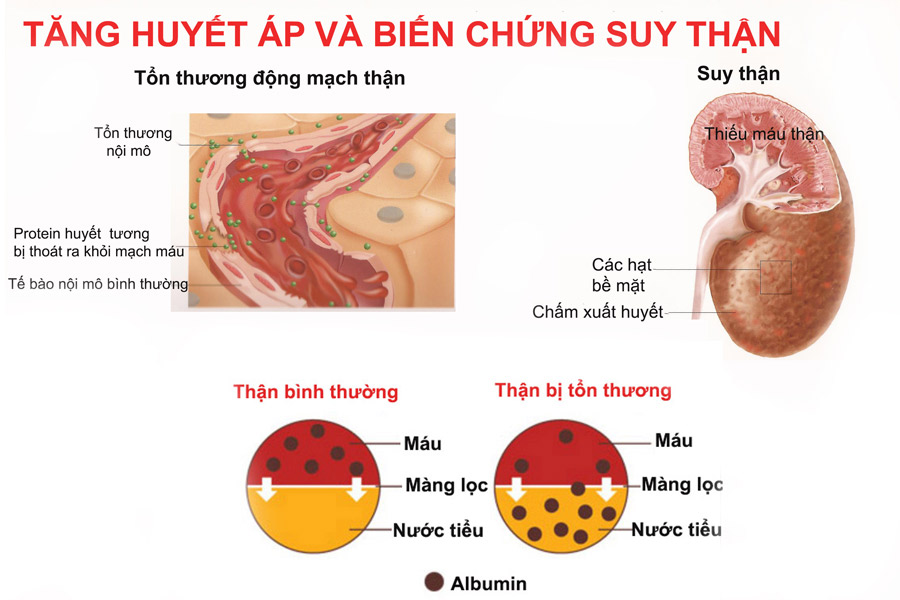 TĂNG HUYẾT ÁP VÀ BIẾN CHỨNG SUY THẬN
Tổn thương động mạch thận
Tổn thương
nội mô
Protein huyết tương
bị thoát ra khỏi mạch máu
Tế bào nội mô bình thường
Suy thận
Thiếu máu thận
Các hạt
bề mặt
Chấm xuất huyết
Thận bình thường
Máu
Màng lọc
Nước tiểu
Thận bị tổn thương
Máu
Màng lọc
Nước tiểu
Albumin